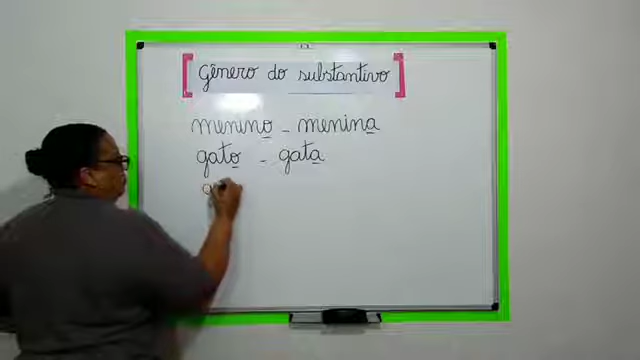 Gênero do substantivo
menino - menina
gato - gata